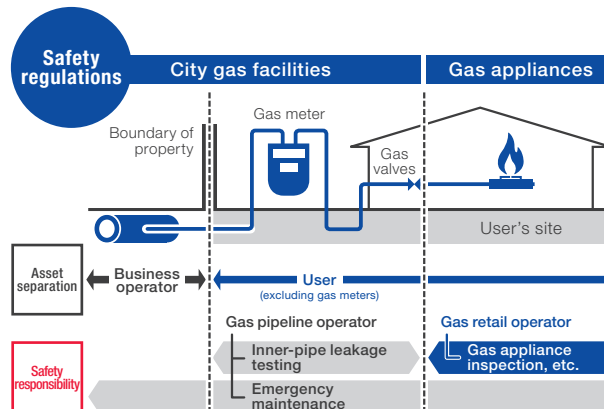 Safety
regulations
City gas facilities
Gas appliances
Gas meter
Boundary of
property
Gas
valves
User's site
Asset
separation
Business
operator
User
(excluding gas meters)
Gas pipeline operator
Gas retail operator
Inner-pipe leakage
testing
Gas appliance
inspection, etc.
Safety
responsibility
Emergency
maintenance